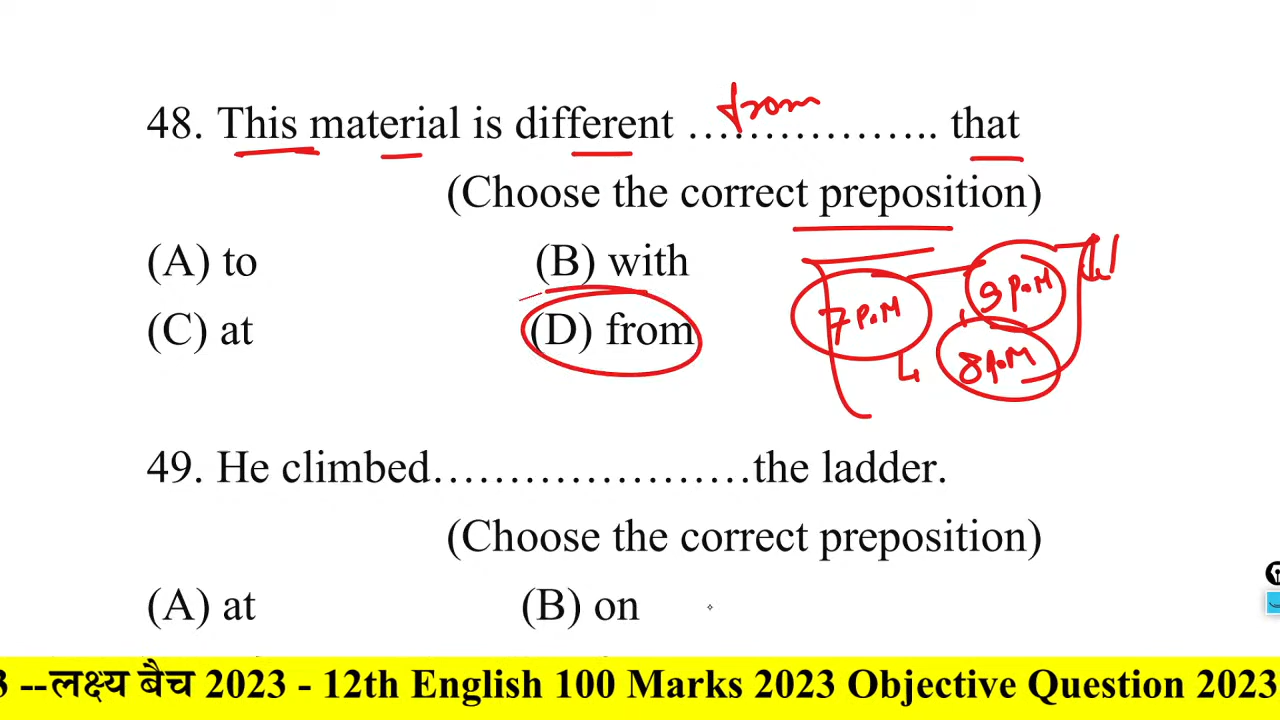 from
48. This material is different ……………….. that
(Choose the correct preposition)
(A) to (B) with
(C) at (D) from
7 P.M 9 P.M
8 P.M
49. He climbed…………………the ladder.
(Choose the correct preposition)
(A) at (B) on
3 --लक्ष्य बैच 2023 - 12th English 100 Marks 2023 Objective Question 2023